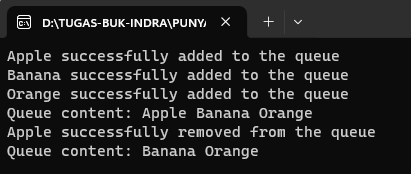 D:\TUGAS-BUK-INDRA\PUNYA
Apple successfully added to the queue
Banana successfully added to the queue
Orange successfully added to the queue
Queue content: Apple Banana Orange
Apple successfully removed from the queue
Queue content: Banana Orange